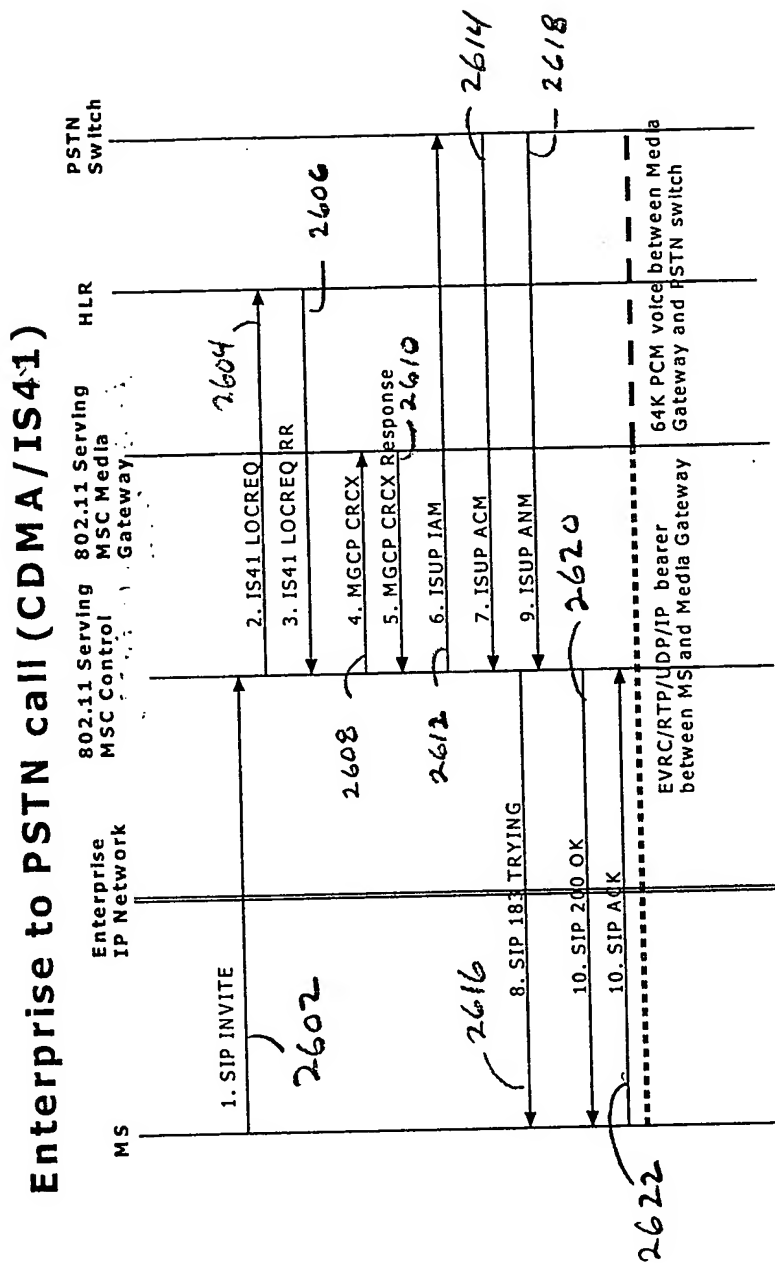 Enterprise to PSTN call (CDMA/IS41)
MS
Enterprise
IP Network
802.11 Serving
MSC Control
802.11 Serving
MSC Media
Gateway
HLR
PSTN
Switch
1. SIP INVITE
2602
2. IS41 LOCREQ
2604
3. IS41 LOCREQ RR
2606
4. MGCP CRCX
2608
5. MGCP CRCX Response
2610
6. ISUP IAM
2612
7. ISUP ACM
2614
8. SIP 183 TRYING
2616
9. ISUP ANM
2618
10. SIP 200 OK
2620
10. SIP ACK
2622
EVRC/RTP/UDP/IP bearer
between MS and Media Gateway
64K PCM voice between Media
Gateway and PSTN switch